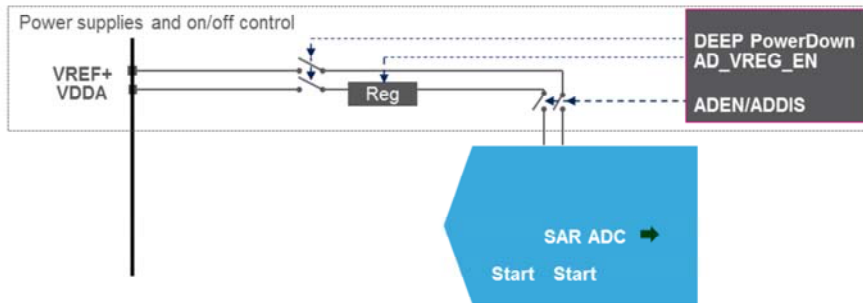 Power supplies and on/off control
DEEP PowerDown
AD_VREG_EN
VREF+
VDDA
Reg
ADEN/ADDIS
SAR ADC
Start Start